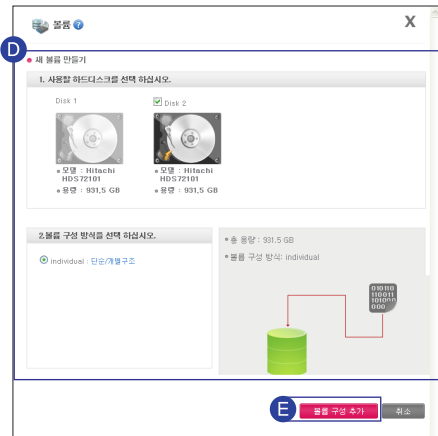 볼륨 ?
X
D
새 볼륨 만들기
1. 사용할 하드디스크를 선택 하십시오.
Disk 1
Disk 2
모델 : Hitachi HDS72101
용량 : 931,5 GB
모델 : Hitachi HDS72101
용량 : 931,5 GB
2.볼륨 구성 방식을 선택 하십시오.
individual : 단순/개별구조
총 용량 : 931.5 GB
볼륨 구성 방식: individual
010110
110011
101000
000
E
볼륨 구성 추가
취소